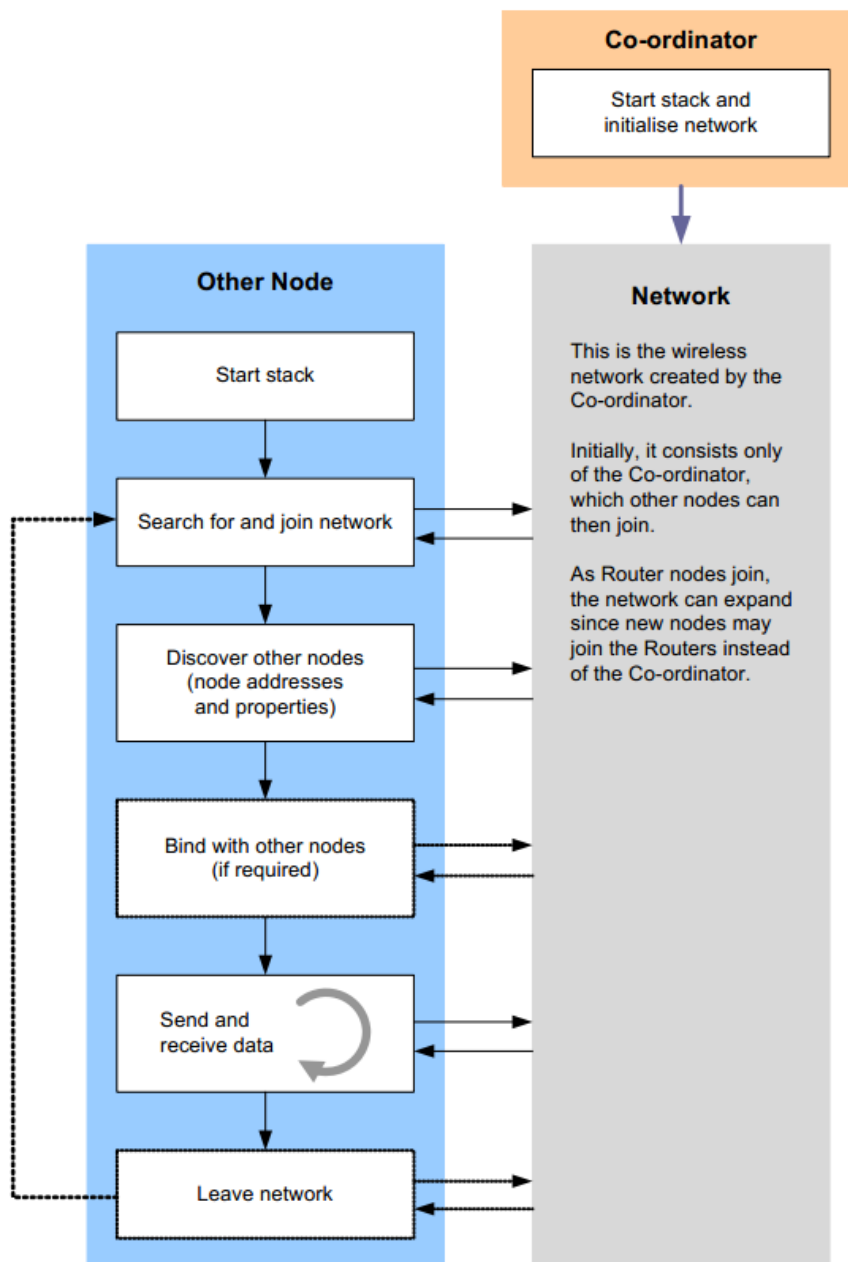 Co-ordinator
Start stack and
initialise network
Other Node
Start stack
Search for and join network
Discover other nodes
(node addresses
and properties)
Bind with other nodes
(if required)
Send and
receive data
Leave network
Network
This is the wireless
network created by the
Co-ordinator.
Initially, it consists only
of the Co-ordinator,
which other nodes can
then join.
As Router nodes join,
the network can expand
since new nodes may
join the Routers instead
of the Co-ordinator.